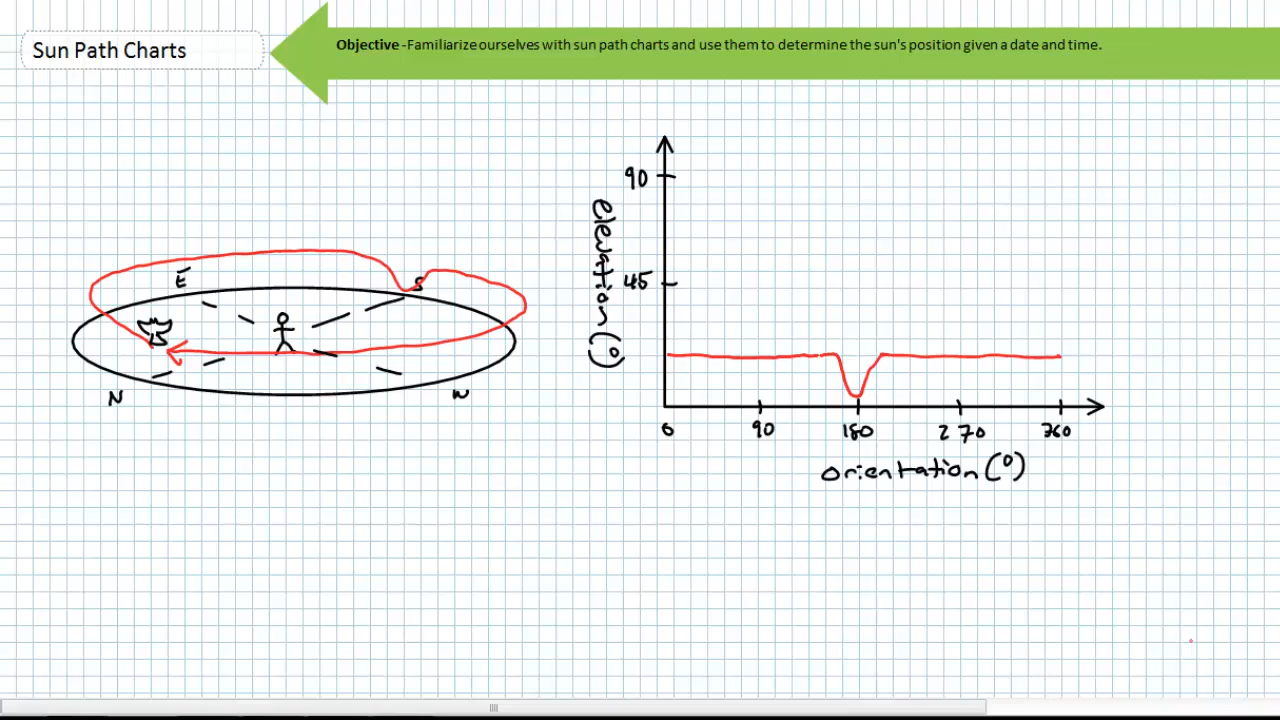 Sun Path Charts
Objective -Familiarize ourselves with sun path charts and use them to determine the sun's position given a date and time.
E
S
N
W
90
45
elevation (°)
0 90 180 270 360
orientation (°)